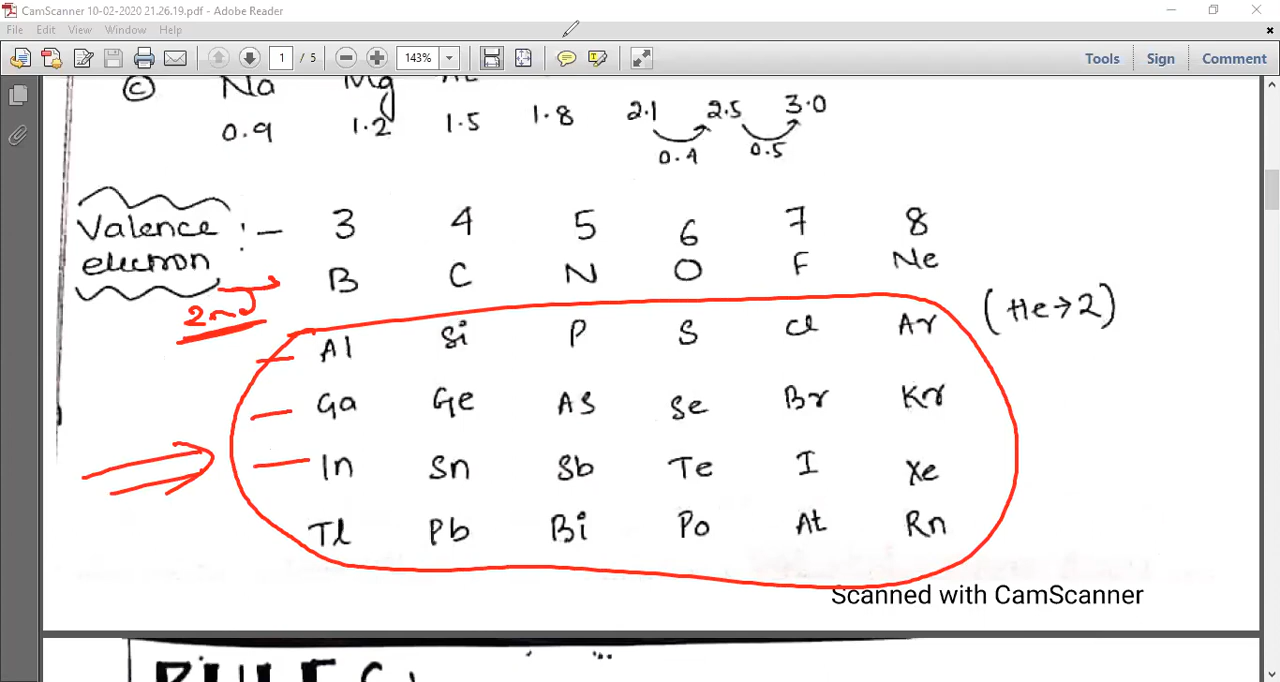 CamScanner 10-02-2020 21.26.19.pdf - Adobe Reader
File Edit View Window Help
1 / 5 143% Tools Sign Comment
C Na Mg
0.9 1.2 1.5 1.8 2.1 2.5 3.0
0.4 0.5
Valence :- 3 4 5 6 7 8
electron B C N O F Ne
2nd
(He→2)
Al Si P S Cl Ar
Ga Ge AS Se Br Kr
In Sn Sb Te I Xe
Tl Pb Bi Po At Rn
Scanned with CamScanner